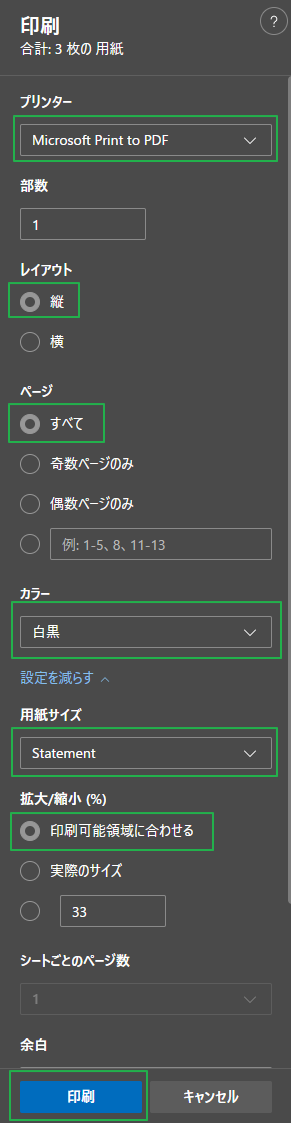 印刷
?
合計: 3 枚の 用紙
プリンター
Microsoft Print to PDF
部数
1
レイアウト
縦
横
ページ
すべて
奇数ページのみ
偶数ページのみ
例: 1-5、8、11-13
カラー
白黒
設定を減らす
用紙サイズ
Statement
拡大/縮小 (%)
印刷可能領域に合わせる
実際のサイズ
33
シートごとのページ数
1
余白
印刷 キャンセル